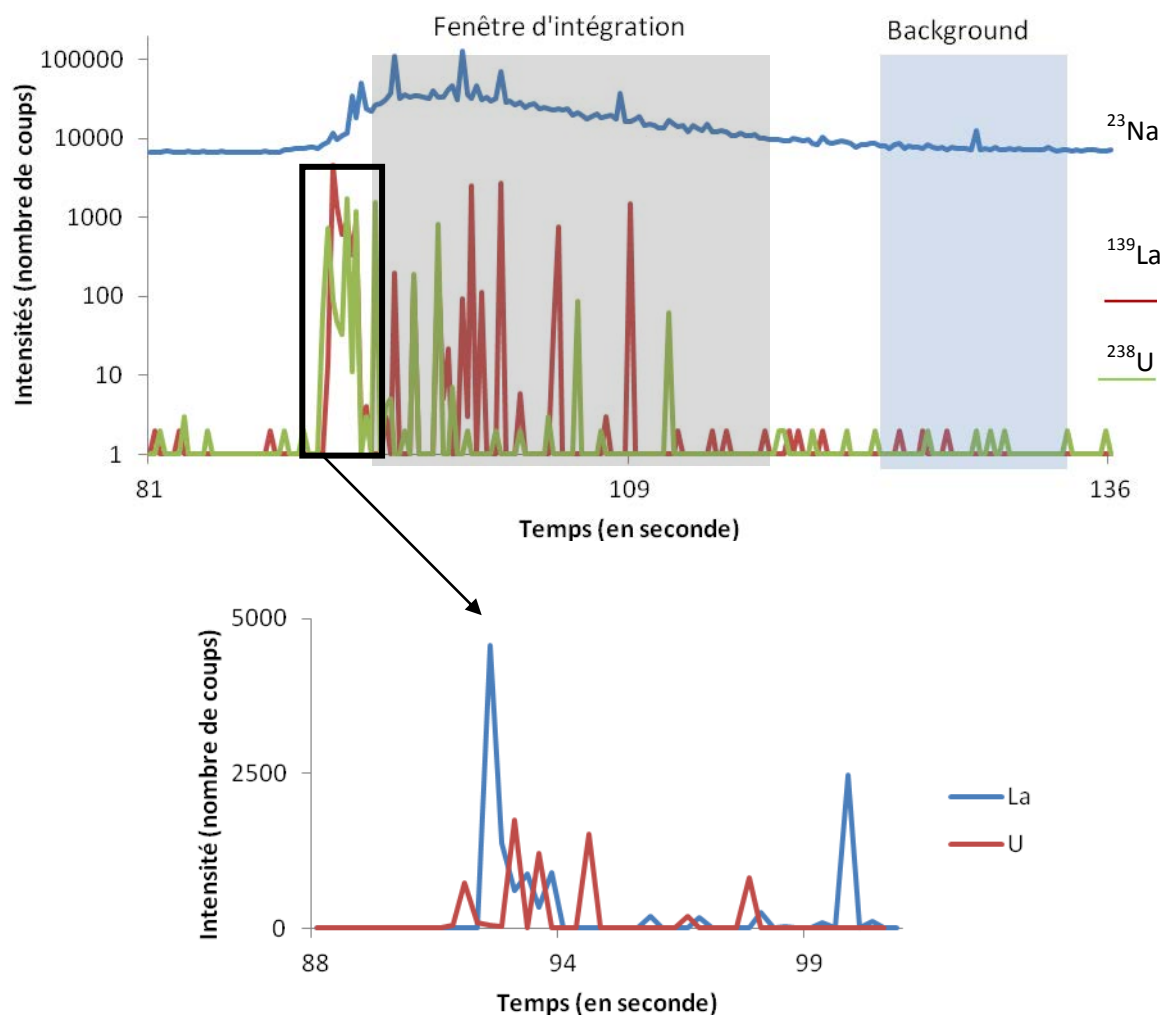 Fenêtre d'intégration
Background
Intensités (nombre de coups)
100000
10000
1000
100
10
1
81
109
136
Temps (en seconde)
²³Na
¹³⁹La
²³⁸U
Intensité (nombre de coups)
5000
2500
0
88
94
99
Temps (en seconde)
La
U